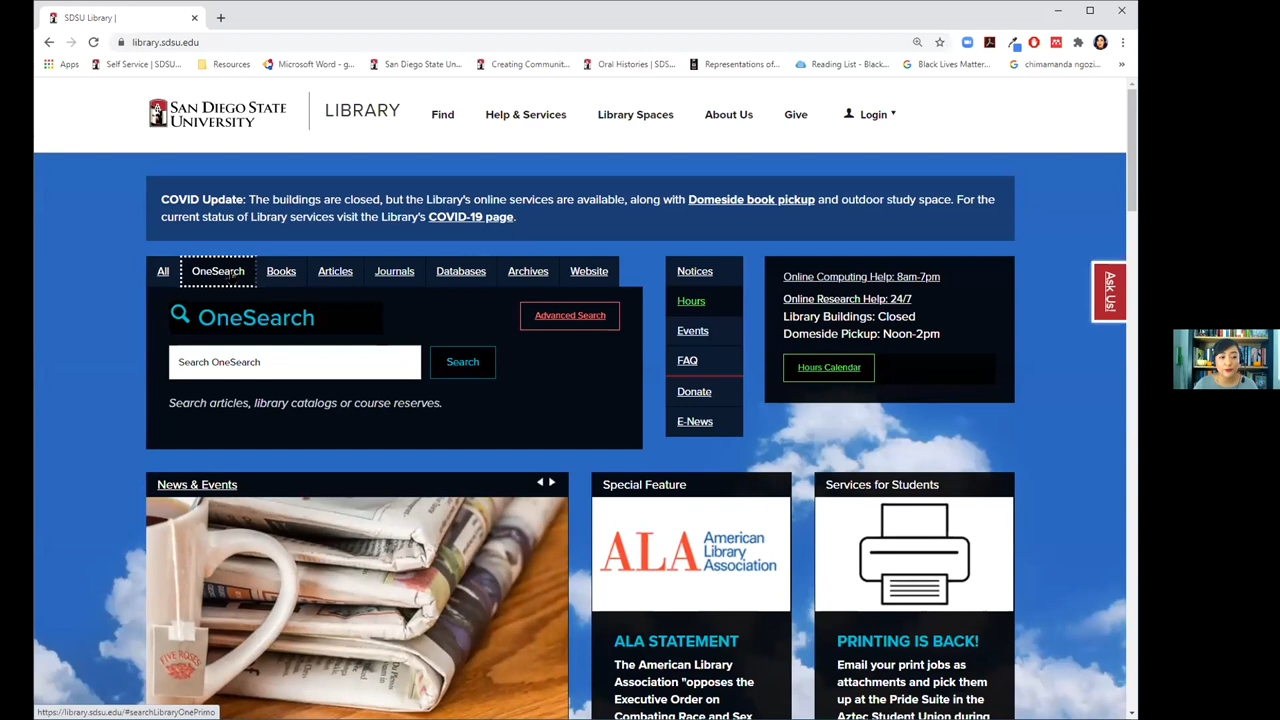 SDSU Library |
library.sdsu.edu
Apps
Self Service | SDSU...
Resources
Microsoft Word - g...
San Diego State Un...
Creating Communit...
Oral Histories | SDS...
Representations of...
Reading List - Black...
Black Lives Matter...
chimamanda ngozi...
»
SAN DIEGO STATE
UNIVERSITY
LIBRARY
Find
Help & Services
Library Spaces
About Us
Give
Login
COVID Update: The buildings are closed, but the Library's online services are available, along with Domeside book pickup and outdoor study space. For the
current status of Library services visit the Library's COVID-19 page.
All
OneSearch
Books
Articles
Journals
Databases
Archives
Website
OneSearch
Advanced Search
Search OneSearch
Search
Search articles, library catalogs or course reserves.
Notices
Hours
Events
FAQ
Donate
E-News
Online Computing Help: 8am-7pm
Online Research Help: 24/7
Library Buildings: Closed
Domeside Pickup: Noon-2pm
Hours Calendar
Ask Us!
News & Events
FIVE ROSES
Special Feature
ALA American
Library
Association
ALA STATEMENT
The American Library
Association "opposes the
Executive Order on
Combating Race and Sex
Services for Students
PRINTING IS BACK!
Email your print jobs as
attachments and pick them
up at the Pride Suite in the
Aztec Student Union during
https://library.sdsu.edu/#searchLibraryOnePrimo